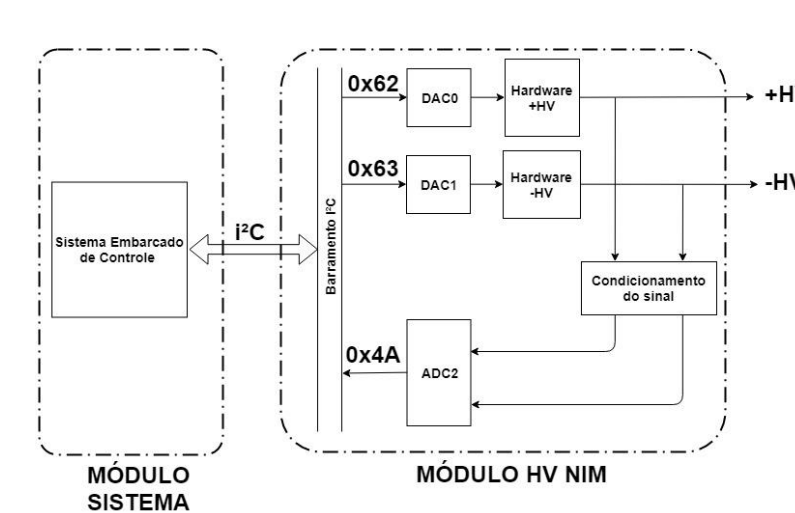 0x62
DAC0
Hardware
+HV
+H
0x63
DAC1
Hardware
-HV
-HV
Sistema Embarcado
de Controle
i²C
Barramento I²C
Condicionamento
do sinal
0x4A
ADC2
MÓDULO
SISTEMA
MÓDULO HV NIM